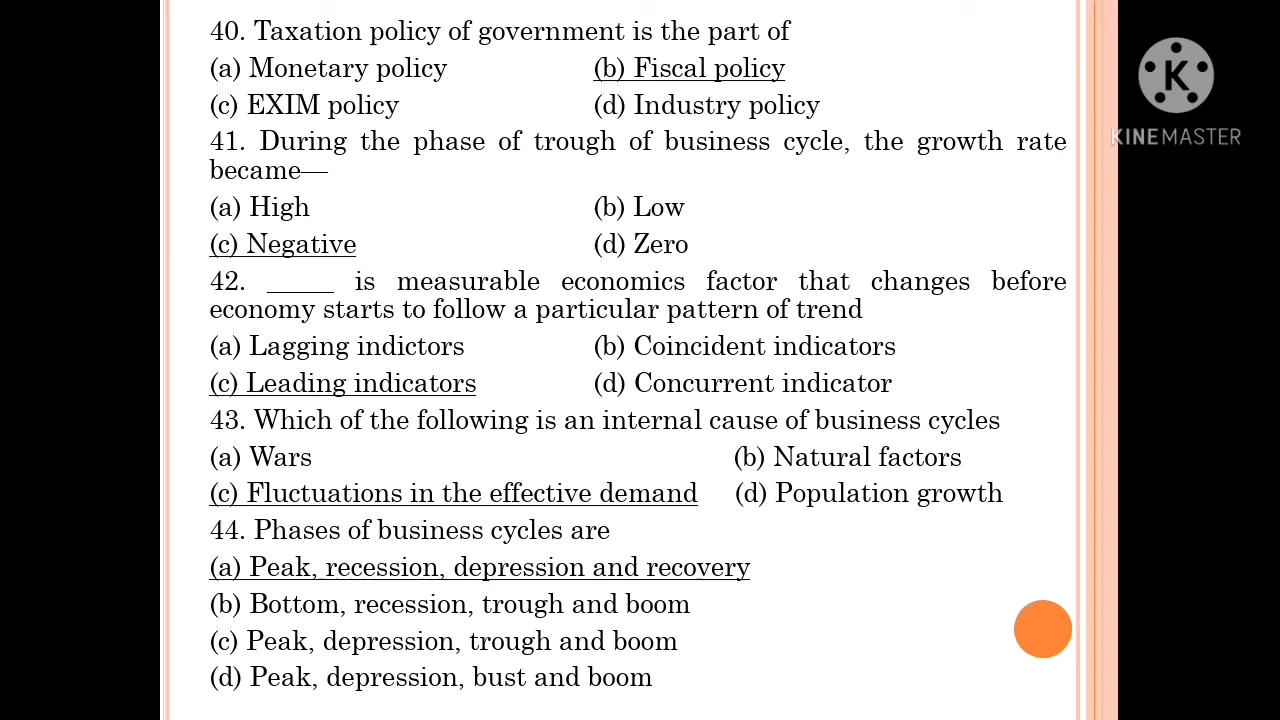 40. Taxation policy of government is the part of
(a) Monetary policy (b) Fiscal policy
(c) EXIM policy (d) Industry policy
41. During the phase of trough of business cycle, the growth rate
became—
(a) High (b) Low
(c) Negative (d) Zero
42. _____ is measurable economics factor that changes before
economy starts to follow a particular pattern of trend
(a) Lagging indictors (b) Coincident indicators
(c) Leading indicators (d) Concurrent indicator
43. Which of the following is an internal cause of business cycles
(a) Wars (b) Natural factors
(c) Fluctuations in the effective demand (d) Population growth
44. Phases of business cycles are
(a) Peak, recession, depression and recovery
(b) Bottom, recession, trough and boom
(c) Peak, depression, trough and boom
(d) Peak, depression, bust and boom
K
KINEMASTER